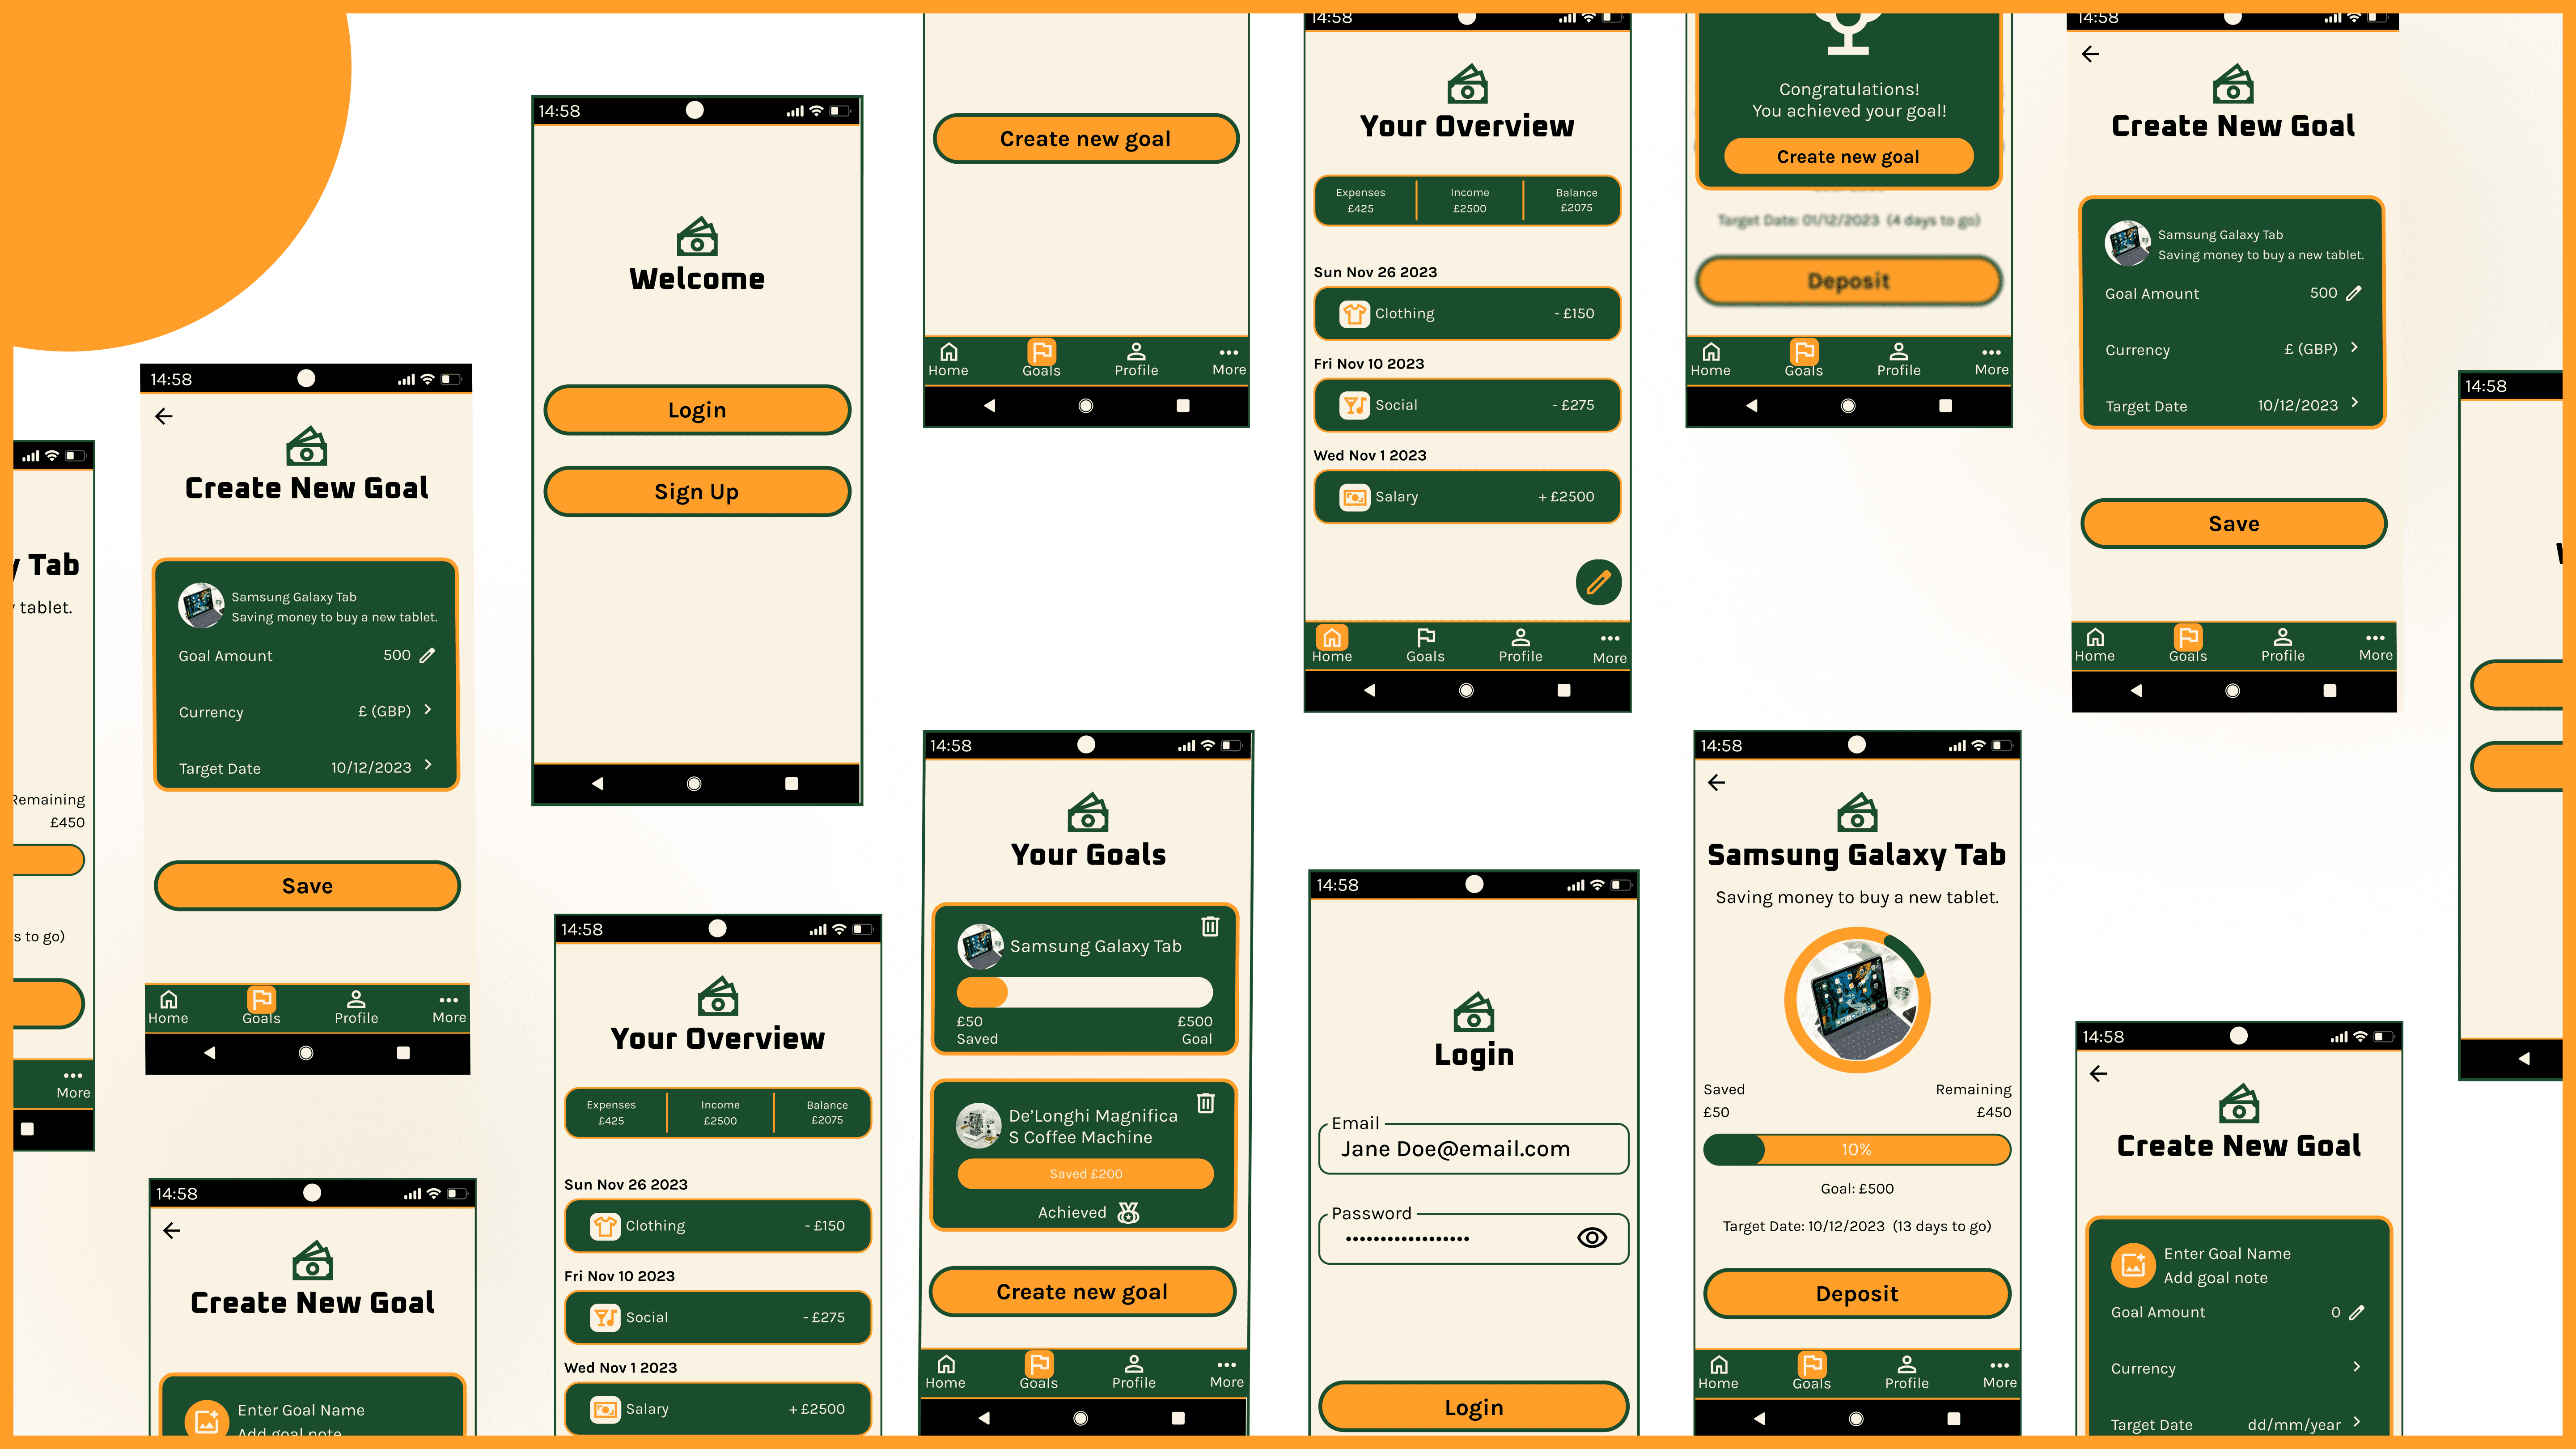 y Tab
tablet.
Remaining
£450
s to go)
More
14:58
Create New Goal
Samsung Galaxy Tab
Saving money to buy a new tablet.
Goal Amount 500
Currency £ (GBP)
Target Date 10/12/2023
Save
Home Goals Profile More
14:58
Create New Goal
Enter Goal Name
Add goal note
14:58
Welcome
Login
Sign Up
14:58
Your Overview
Expenses Income Balance
£425 £2500 £2075
Sun Nov 26 2023
Clothing - £150
Fri Nov 10 2023
Social - £275
Wed Nov 1 2023
Salary + £2500
Create new goal
Home Goals Profile More
14:58
Your Goals
Samsung Galaxy Tab
£50 £500
Saved Goal
De'Longhi Magnifica
S Coffee Machine
Saved £200
Achieved
Create new goal
Home Goals Profile More
14:58
Your Overview
Expenses Income Balance
£425 £2500 £2075
Sun Nov 26 2023
Clothing - £150
Fri Nov 10 2023
Social - £275
Wed Nov 1 2023
Salary + £2500
Home Goals Profile More
14:58
Login
Email
Jane Doe@email.com
Password
Login
Congratulations!
You achieved your goal!
Create new goal
Target Date: 01/12/2023 (4 days to go)
Deposit
Home Goals Profile More
14:58
Samsung Galaxy Tab
Saving money to buy a new tablet.
Saved Remaining
£50 £450
10%
Goal: £500
Target Date: 10/12/2023 (13 days to go)
Deposit
Home Goals Profile More
14:58
Create New Goal
Samsung Galaxy Tab
Saving money to buy a new tablet.
Goal Amount 500
Currency £ (GBP)
Target Date 10/12/2023
Save
Home Goals Profile More
14:58
Create New Goal
Enter Goal Name
Add goal note
Goal Amount 0
Currency
Target Date dd/mm/year
14:58